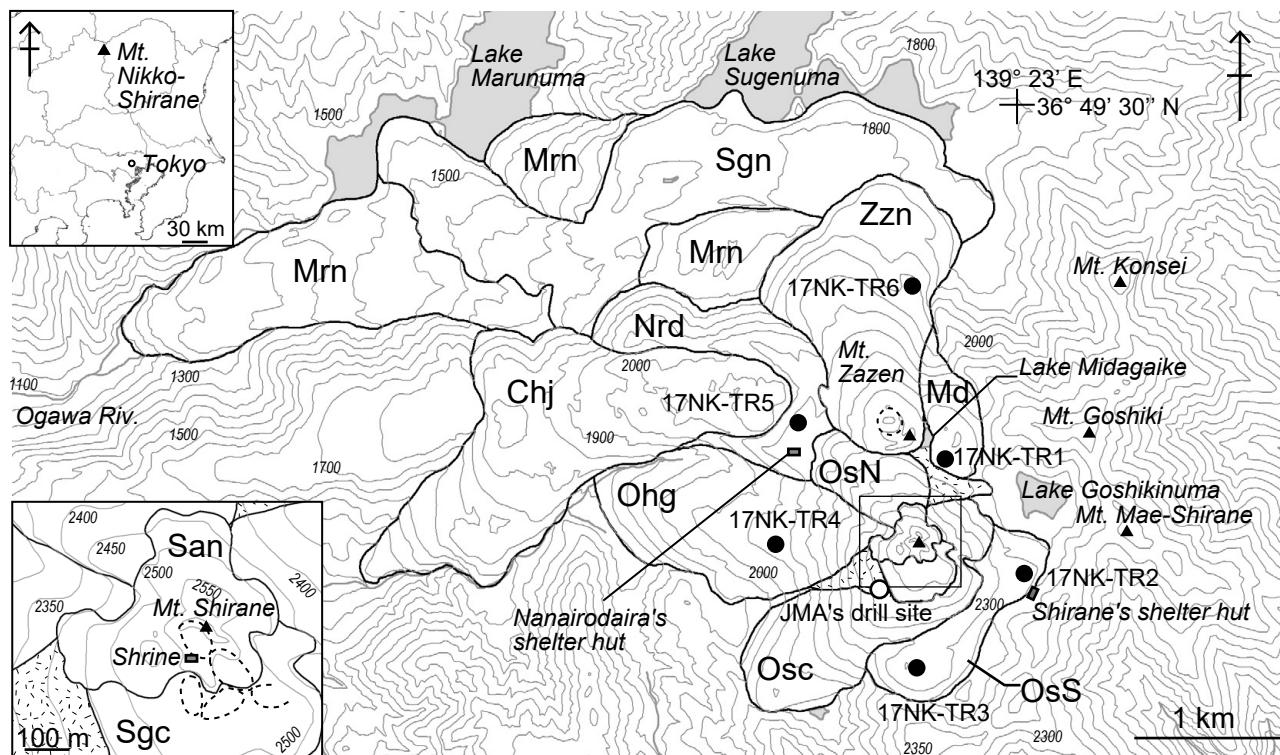 Mt.
Nikko-
Shirane
Tokyo
30 km
Lake
Marunuma
Lake
Sugenuma
1800
139° 23' E
36° 49' 30'' N
1500
1800
Mrn
Sgn
1500
Zzn
Mrn
Mrn
17NK-TR6
Mt. Konsei
Nrd
2000
Mt.
Zazen
Lake Midagaike
1100
1300
2000
Md
Chj
17NK-TR5
Mt. Goshiki
Ogawa Riv.
1500
1900
1700
OsN
17NK-TR1
Ohg
Lake Goshikinuma
17NK-TR4
Mt. Mae-Shirane
2000
17NK-TR2
Nanairodaira's
shelter hut
JMA's drill site
2300
Shirane's shelter hut
Osc
OsS
17NK-TR3
1 km
2350
2300
2400
2450
San
2500
2550
2400
2350
Mt. Shirane
Shrine
Sgc
100 m
2500